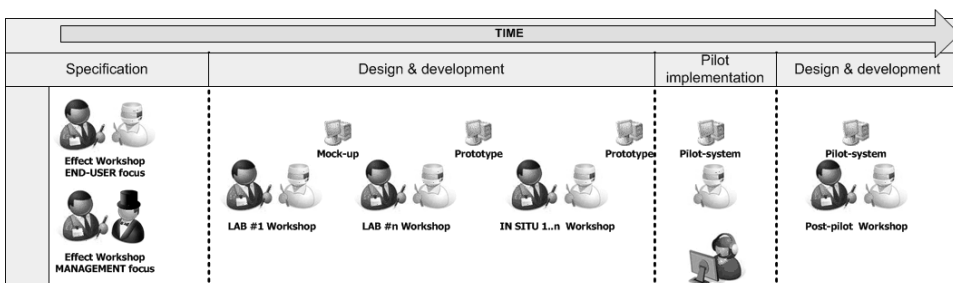 TIME
Specification
Design & development
Pilot
implementation
Design & development
Effect Workshop
END-USER focus
Effect Workshop
MANAGEMENT focus
Mock-up
LAB #1 Workshop
Prototype
LAB #n Workshop
Prototype
IN SITU 1..n Workshop
Pilot-system
Pilot-system
Post-pilot Workshop